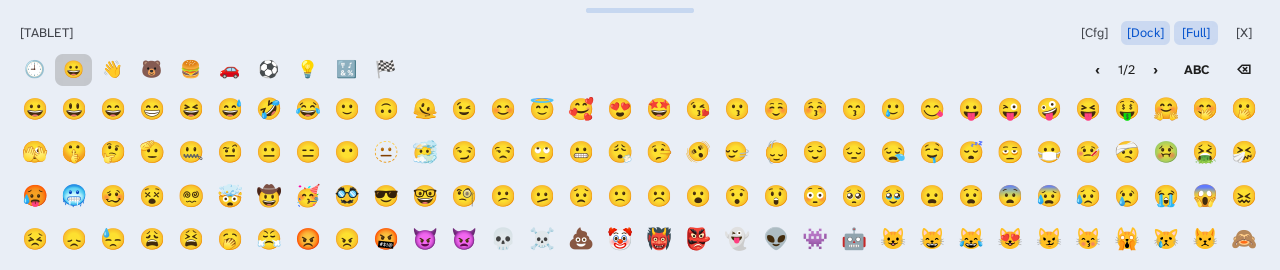 [TABLET] [Cfg] [Dock] [Full] [X]
‹ 1/2 › ABC